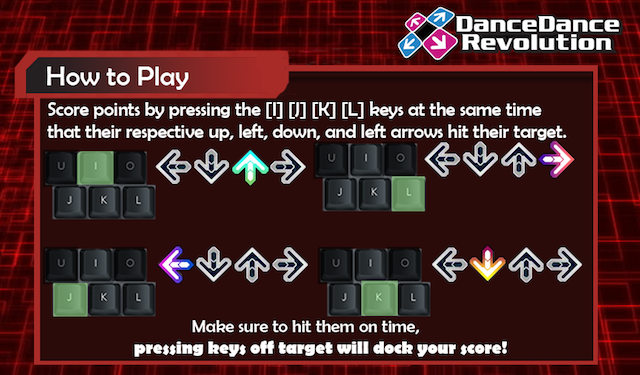 DanceDance
Revolution
How to Play
Score points by pressing the [I] [J] [K] [L] keys at the same time
that their respective up, left, down, and left arrows hit their target.
U I O
J K L
U I O
J K L
U I O
J K L
U I O
J K L
Make sure to hit them on time,
pressing keys off target will dock your score!